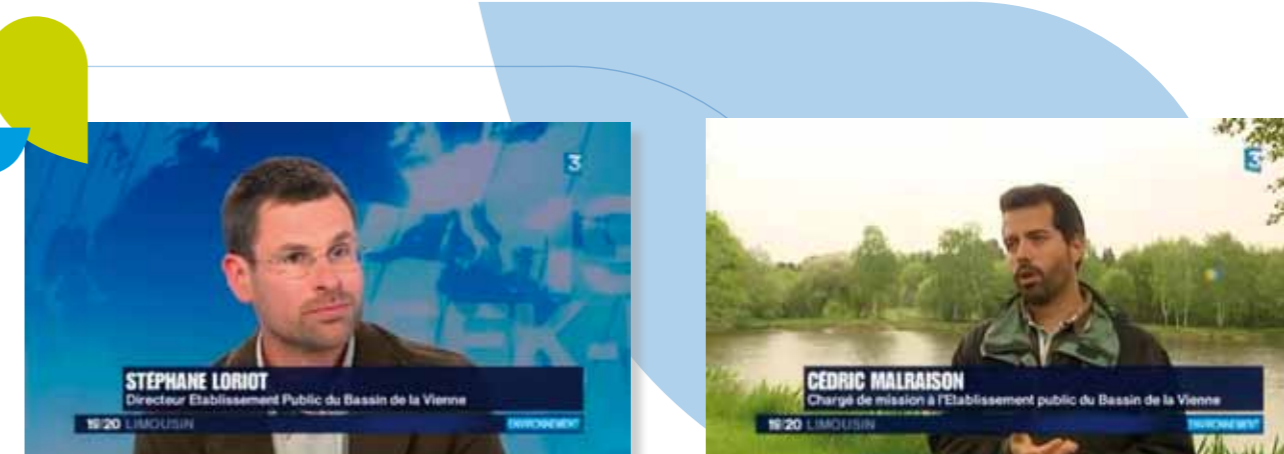 3
STÉPHANE LORIOT
Directeur Etablissement Public du Bassin de la Vienne
19/20 LIMOUSIN
ENVIRONNEMENT
3
CÉDRIC MALRAISON
Chargé de mission à l'Etablissement public du Bassin de la Vienne
19/20 LIMOUSIN
ENVIRONNEMENT